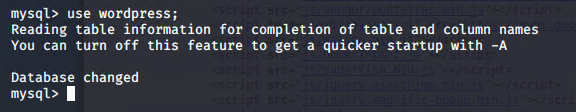 mysql> use wordpress;
Reading table information for completion of table and column names
You can turn off this feature to get a quicker startup with -A

Database changed
mysql>